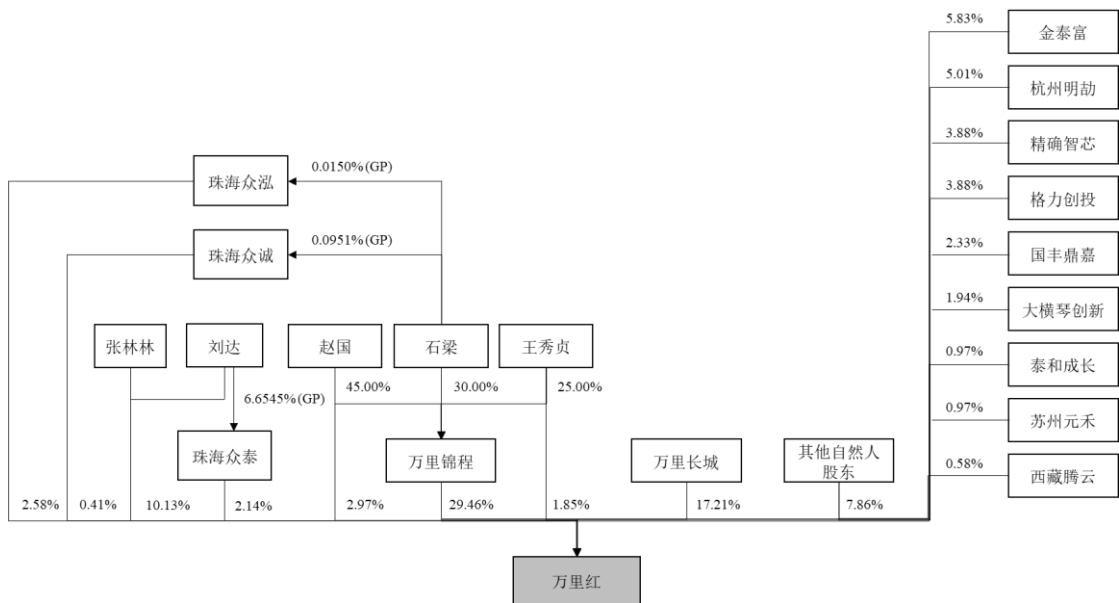 5.83%
金泰富
5.01%
杭州明劼
3.88%
精确智芯
0.0150%(GP)
珠海众泓
3.88%
格力创投
0.0951%(GP)
珠海众诚
2.33%
国丰鼎嘉
1.94%
大横琴创新
张林林
刘达
赵国
石梁
王秀贞
0.97%
泰和成长
45.00%
30.00%
25.00%
6.6545%(GP)
0.97%
苏州元禾
珠海众泰
万里锦程
万里长城
其他自然人
股东
0.58%
西藏腾云
2.58%
0.41%
10.13%
2.14%
2.97%
29.46%
1.85%
17.21%
7.86%
万里红